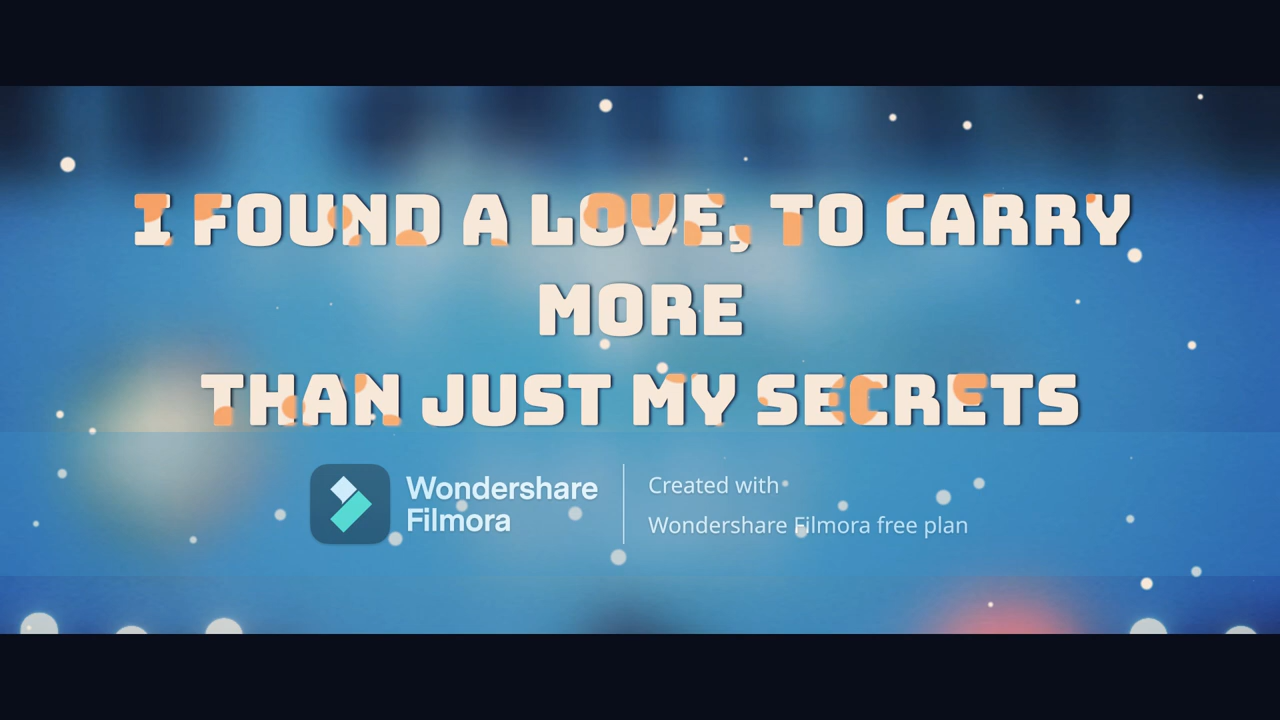 I FOUND A LOVE, TO CARRY
MORE
THAN JUST MY SECRETS
Wondershare
Filmora
Created with
Wondershare Filmora free plan